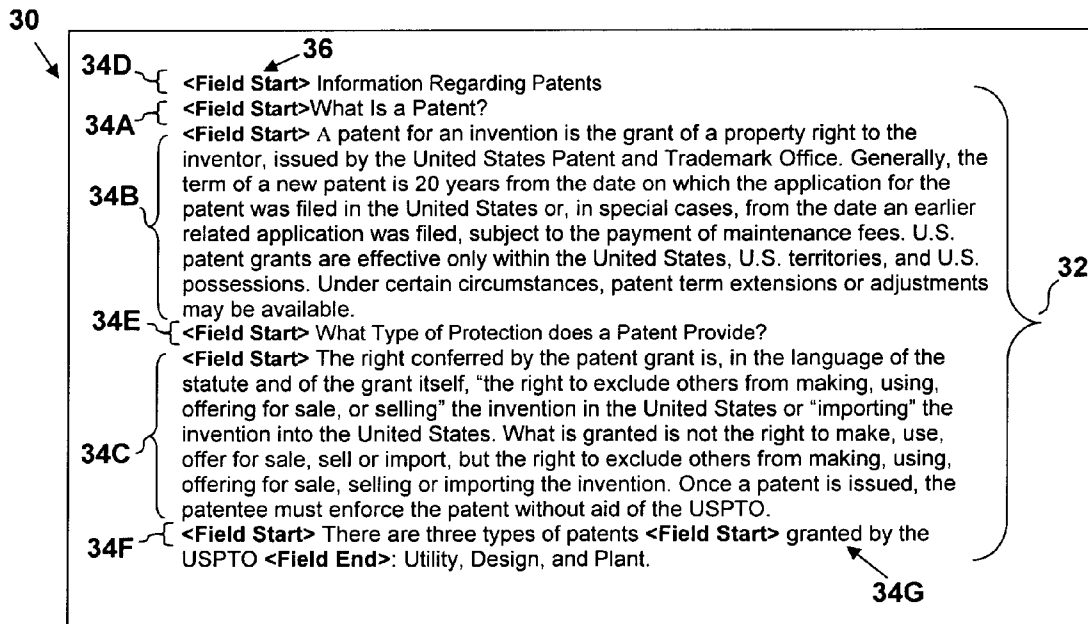 30
36
34D <Field Start> Information Regarding Patents
34A <Field Start>What Is a Patent?
<Field Start> A patent for an invention is the grant of a property right to the
inventor, issued by the United States Patent and Trademark Office. Generally, the
term of a new patent is 20 years from the date on which the application for the
34B patent was filed in the United States or, in special cases, from the date an earlier
related application was filed, subject to the payment of maintenance fees. U.S.
patent grants are effective only within the United States, U.S. territories, and U.S.
possessions. Under certain circumstances, patent term extensions or adjustments
may be available.
32
34E <Field Start> What Type of Protection does a Patent Provide?
<Field Start> The right conferred by the patent grant is, in the language of the
statute and of the grant itself, “the right to exclude others from making, using,
offering for sale, or selling” the invention in the United States or “importing” the
34C invention into the United States. What is granted is not the right to make, use,
offer for sale, sell or import, but the right to exclude others from making, using,
offering for sale, selling or importing the invention. Once a patent is issued, the
patentee must enforce the patent without aid of the USPTO.
34F <Field Start> There are three types of patents <Field Start> granted by the
USPTO <Field End>: Utility, Design, and Plant.
34G